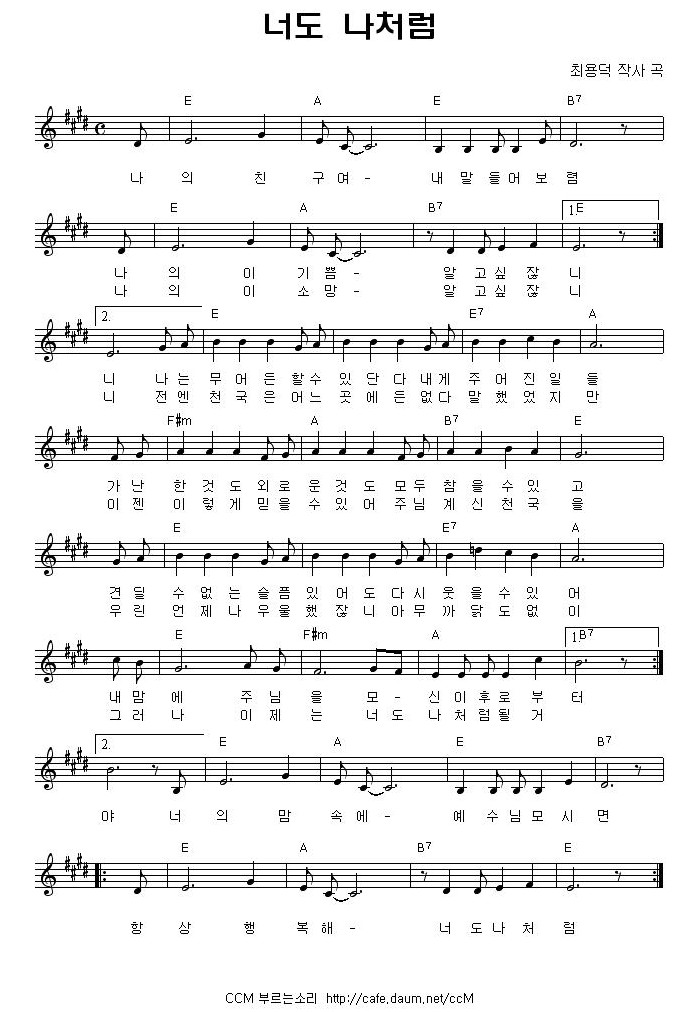 너도 나처럼
최용덕 작사 곡
E A E B7
나 의 친 구 여 - 내 말 들 어 보 렴
E A B7 1. E
나 의 이 기 쁨 - 알 고 싶 잖 니
나 의 이 소 망 - 알 고 싶 잖 니
2. E E7 A
니 나 는 무 어 든 할 수 있 단 다 내 게 주 어 진 일 들
니 전 엔 천 국 은 어 느 곳 에 든 없 다 말 했 었 지 만
F#m A B7 E
가 난 한 것 도 외 로 운 것 도 모 두 참 을 수 있 고
이 젠 이 렇 게 믿 을 수 있 어 주 님 계 신 천 국 을
E E7 A
견 딜 수 없 는 슬 픔 있 어 도 다 시 웃 을 수 있 어
우 린 언 제 나 우 울 했 잖 니 아 무 까 닭 도 없 이
E F#m A 1. B7
내 맘 에 주 님 을 모 - 신 이 후 로 부 터
그 러 나 이 제 는 너 도 나 처 럼 될 거
2. E A E B7
야 너 의 맘 속 에 - 예 수 님 모 시 면
E A B7 E
항 상 행 복 해 - 너 도 나 처 럼
CCM 부르는소리 http://cafe.daum.net/ccM